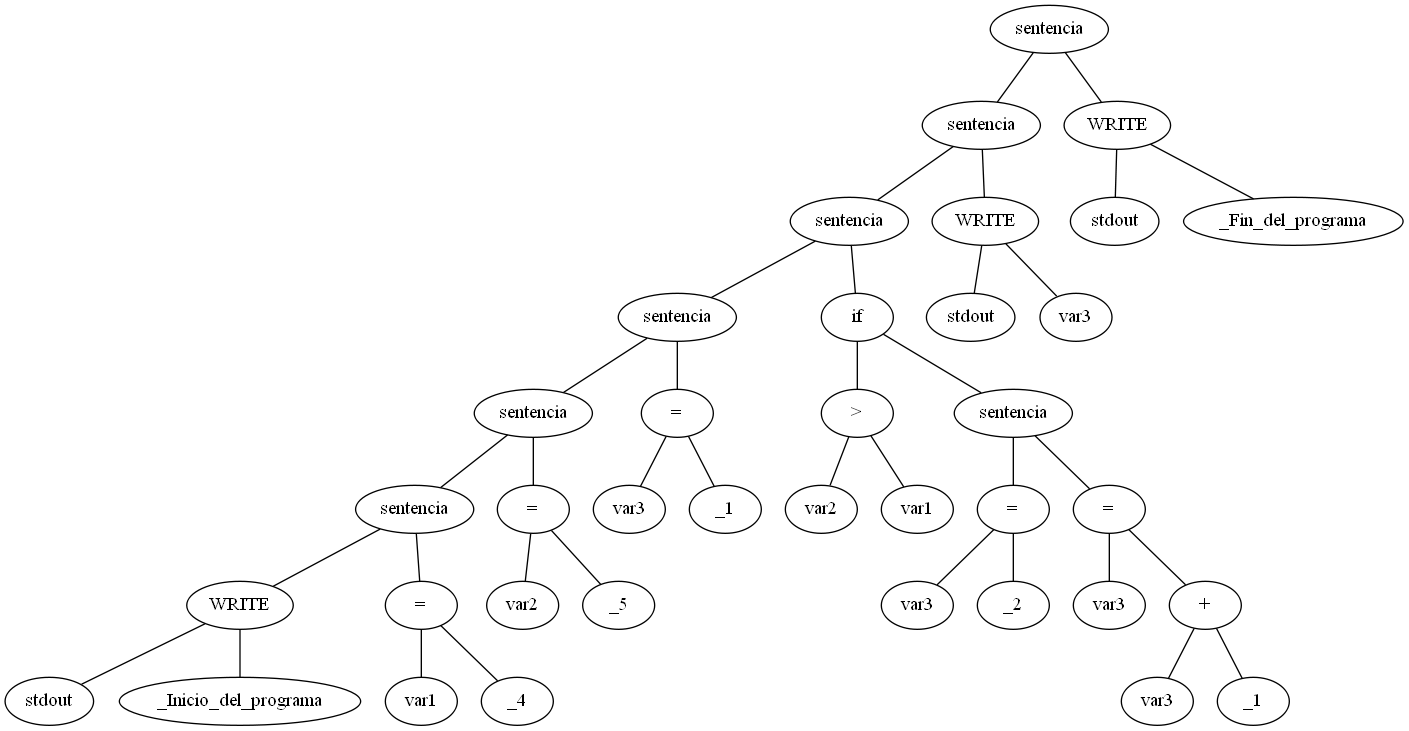 sentencia
sentencia WRITE
sentencia WRITE stdout _Fin_del_programa
sentencia if stdout var3
sentencia = > sentencia
sentencia = var3 _1 var2 var1 = =
WRITE = var2 _5 var3 _2 var3 +
stdout _Inicio_del_programa var1 _4 var3 _1